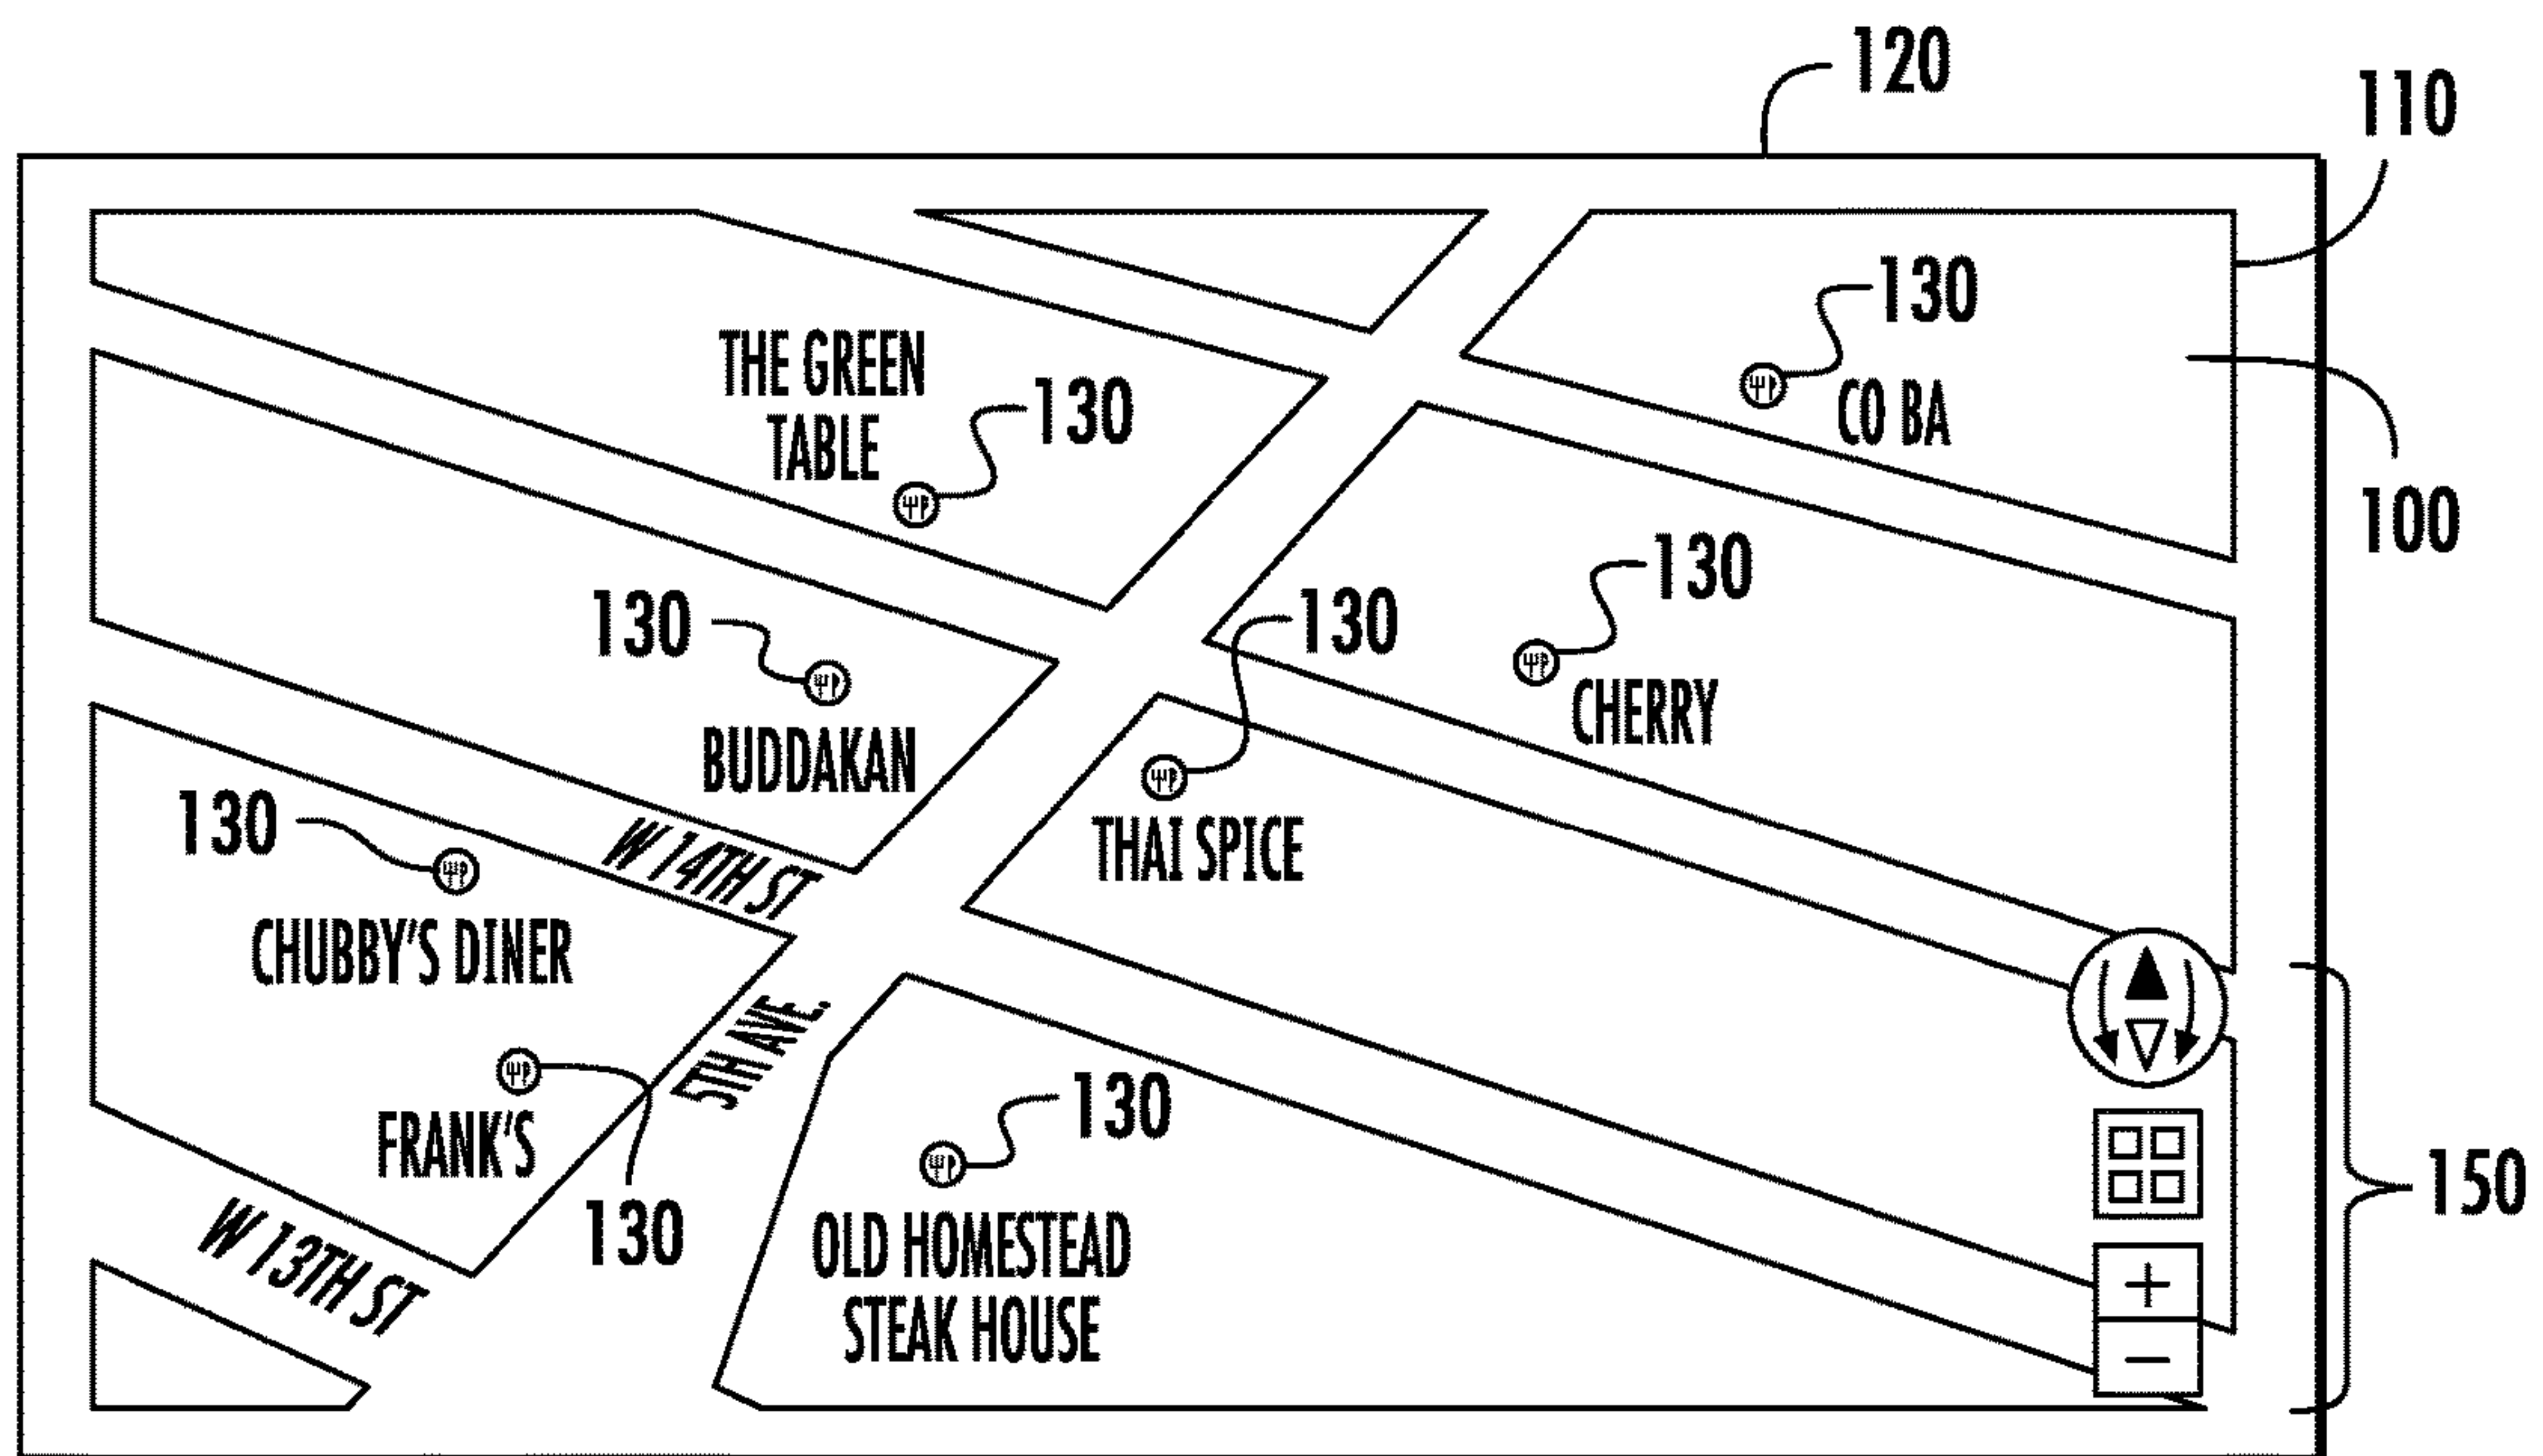 120
110
130
THE GREEN
TABLE
130
CO BA
100
130
130
130
BUDDAKAN
CHERRY
130
W 14TH ST
THAI SPICE
CHUBBY'S DINER
5TH AVE.
FRANK'S
130
130
W 13TH ST
OLD HOMESTEAD
STEAK HOUSE
+
−
150